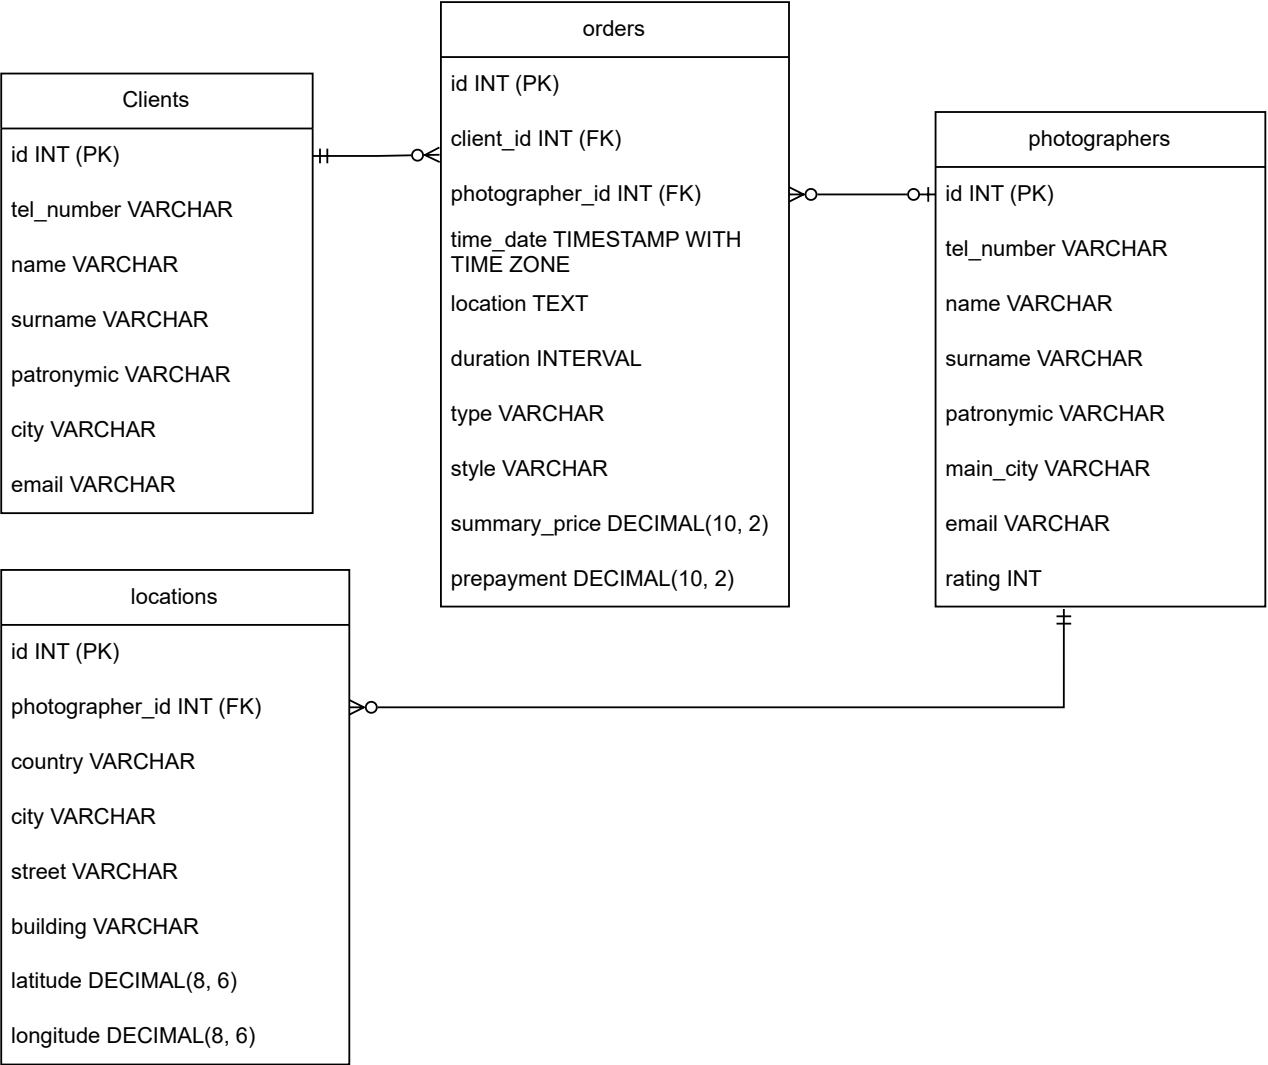 Clients
id INT (PK)
tel_number VARCHAR
name VARCHAR
surname VARCHAR
patronymic VARCHAR
city VARCHAR
email VARCHAR
orders
id INT (PK)
client_id INT (FK)
photographer_id INT (FK)
time_date TIMESTAMP WITH
TIME ZONE
location TEXT
duration INTERVAL
type VARCHAR
style VARCHAR
summary_price DECIMAL(10, 2)
prepayment DECIMAL(10, 2)
photographers
id INT (PK)
tel_number VARCHAR
name VARCHAR
surname VARCHAR
patronymic VARCHAR
main_city VARCHAR
email VARCHAR
rating INT
locations
id INT (PK)
photographer_id INT (FK)
country VARCHAR
city VARCHAR
street VARCHAR
building VARCHAR
latitude DECIMAL(8, 6)
longitude DECIMAL(8, 6)